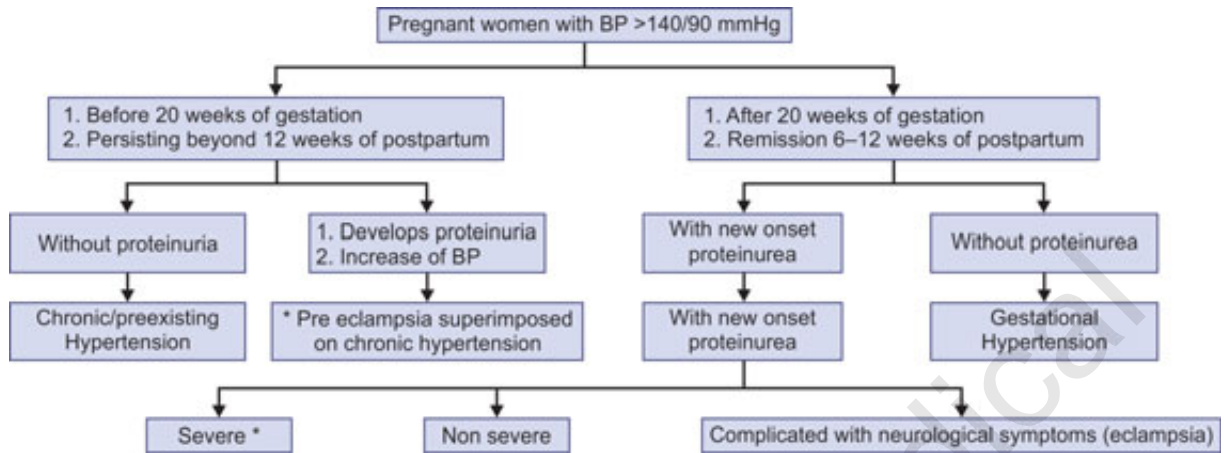 Pregnant women with BP >140/90 mmHg
1. Before 20 weeks of gestation
2. Persisting beyond 12 weeks of postpartum
1. After 20 weeks of gestation
2. Remission 6–12 weeks of postpartum
Without proteinuria
1. Develops proteinuria
2. Increase of BP
With new onset
proteinurea
Without proteinurea
Chronic/preexisting
Hypertension
* Pre eclampsia superimposed
on chronic hypertension
With new onset
proteinurea
Gestational
Hypertension
Severe *
Non severe
Complicated with neurological symptoms (eclampsia)